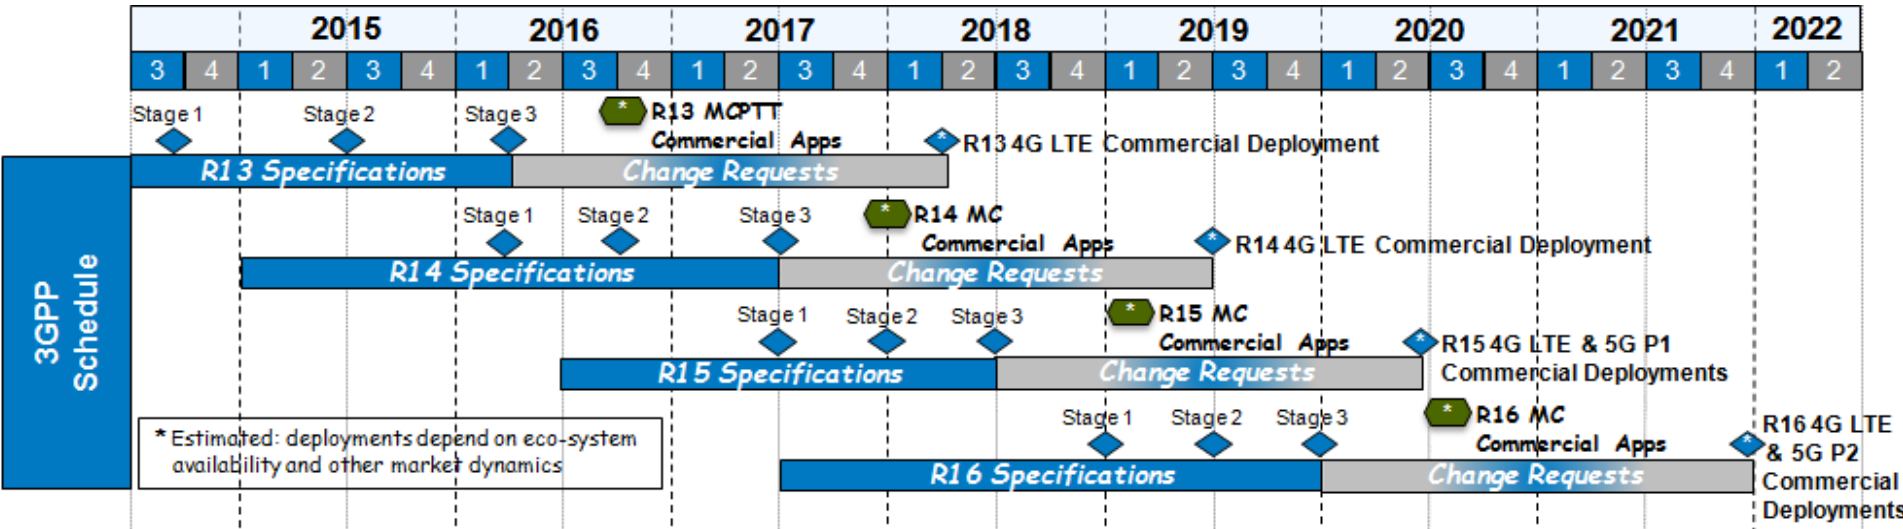 2015 2016 2017 2018 2019 2020 2021 2022
3 4 1 2 3 4 1 2 3 4 1 2 3 4 1 2 3 4 1 2 3 4 1 2 3 4 1 2 3 4 1 2
Stage 1 Stage 2 Stage 3 * R13 MCPTT
Commercial Apps * R13 4G LTE Commercial Deployment
R13 Specifications Change Requests
Stage 1 Stage 2 Stage 3 * R14 MC
Commercial Apps * R14 4G LTE Commercial Deployment
R14 Specifications Change Requests
Stage 1 Stage 2 Stage 3 * R15 MC
Commercial Apps * R15 4G LTE & 5G P1
Commercial Deployments
R15 Specifications Change Requests
Stage 1 Stage 2 Stage 3 * R16 MC
Commercial Apps * R16 4G LTE
& 5G P2
Commercial
Deployments
R16 Specifications Change Requests
3GPP
Schedule
* Estimated: deployments depend on eco-system
availability and other market dynamics